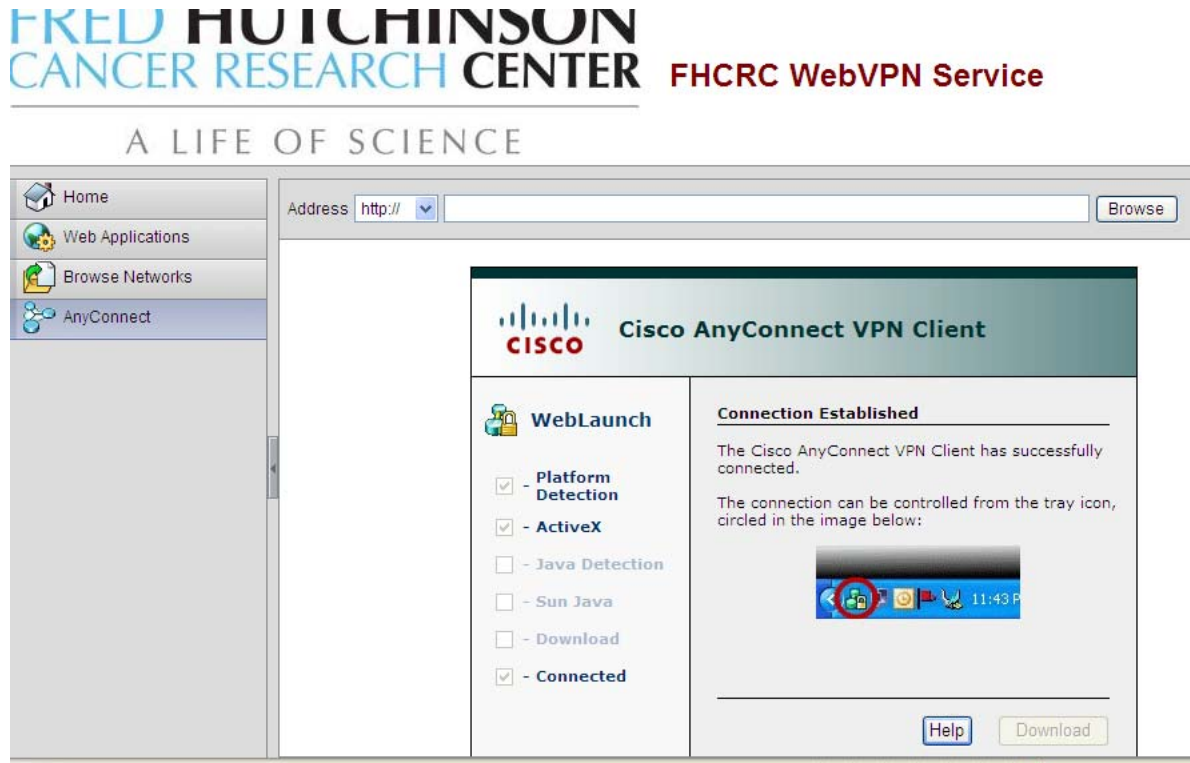 FRED HUTCHINSON
CANCER RESEARCH CENTER
FHCRC WebVPN Service
A LIFE OF SCIENCE
Home
Web Applications
Browse Networks
AnyConnect
Address http:// Browse
CISCO
Cisco AnyConnect VPN Client
WebLaunch
- Platform
Detection
- ActiveX
- Java Detection
- Sun Java
- Download
- Connected
Connection Established
The Cisco AnyConnect VPN Client has successfully
connected.
The connection can be controlled from the tray icon,
circled in the image below:
11:43 P
Help Download